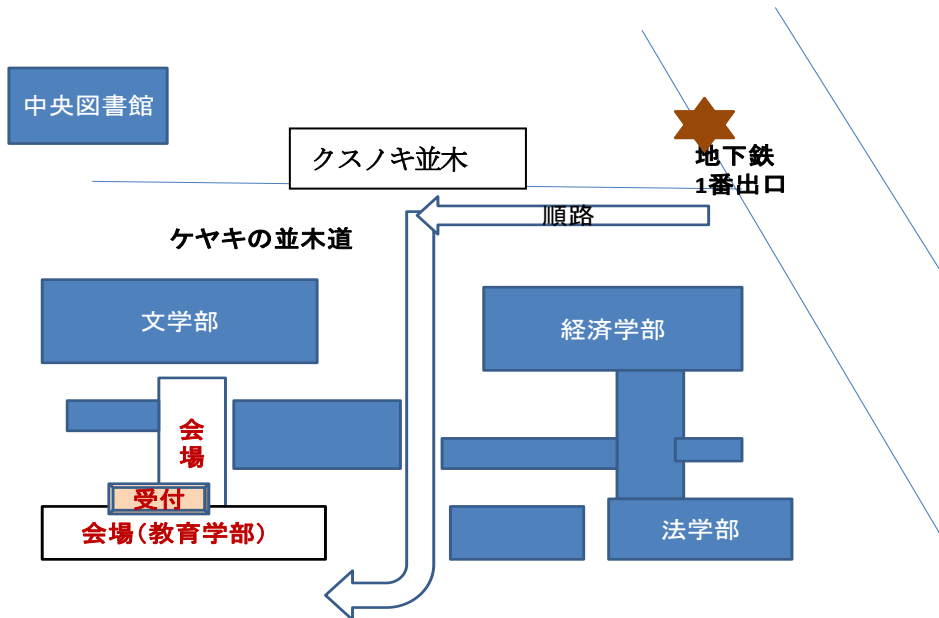 中央図書館
クスノキ並木
地下鉄
1番出口
順路
ケヤキの並木道
文学部
経済学部
会
場
受付
会場(教育学部)
法学部